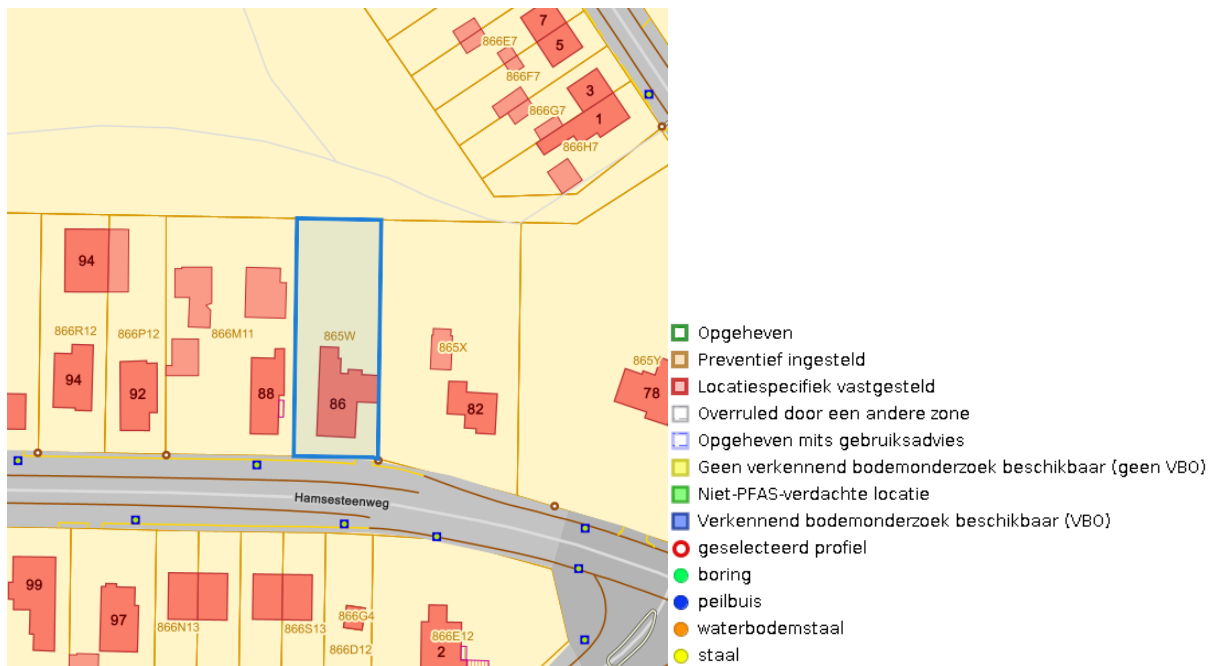 7
5
866E7
866F7
3
866G7
1
866H7
94
866R12
866P12
866M11
865W
865X
865Y
94
92
88
86
82
78
Hamsesteenweg
99
97
866N13
866S13
866G4
866D12
866E12
2
Opgeheven
Preventief ingesteld
Locatiespecifiek vastgesteld
Overruled door een andere zone
Opgeheven mits gebruiksadvies
Geen verkennend bodemonderzoek beschikbaar (geen VBO)
Niet-PFAS-verdachte locatie
Verkennend bodemonderzoek beschikbaar (VBO)
geselecteerd profiel
boring
peilbuis
waterbodemstaal
staal